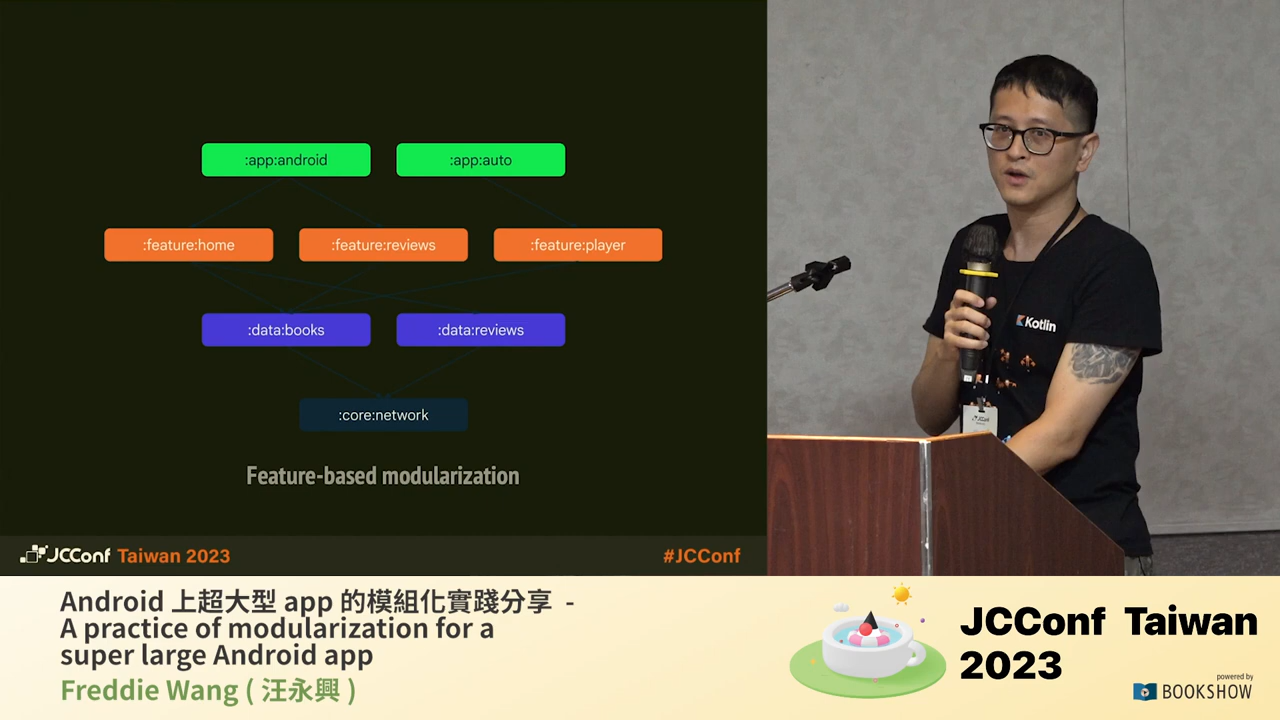 :app:android
:app:auto
:feature:home
:feature:reviews
:feature:player
:data:books
:data:reviews
:core:network
Feature-based modularization
JCConf Taiwan 2023
#JCConf
Kotlin
Android 上超大型 app 的模組化實踐分享 -
A practice of modularization for a
super large Android app
Freddie Wang ( 汪永興 )
JCConf Taiwan
2023
powered by
BOOKSHOW